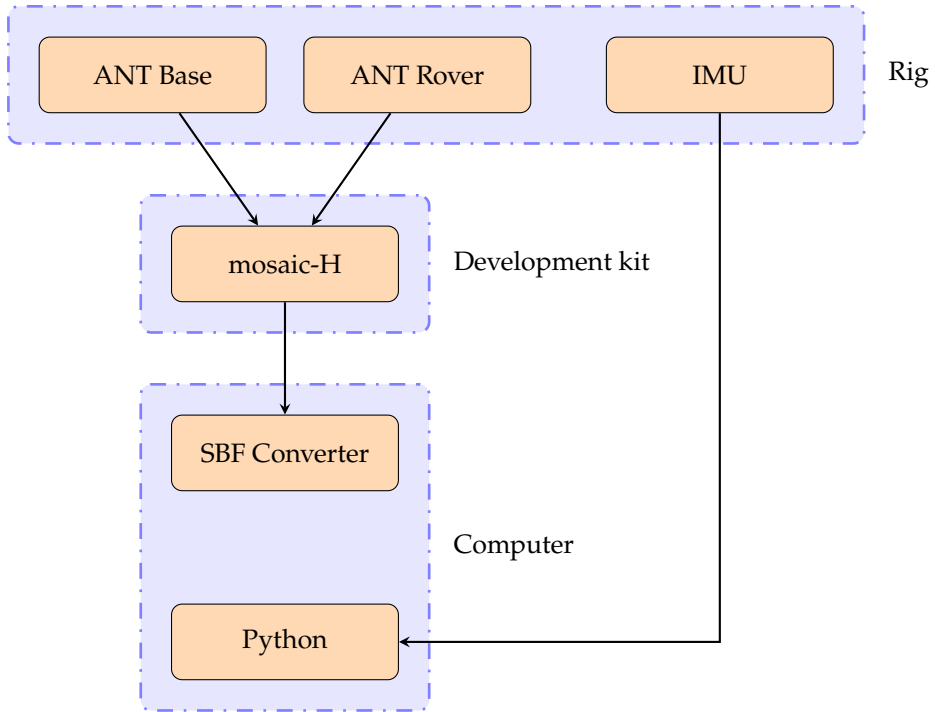 ANT Base
ANT Rover
IMU
Rig
mosaic-H
Development kit
SBF Converter
Computer
Python